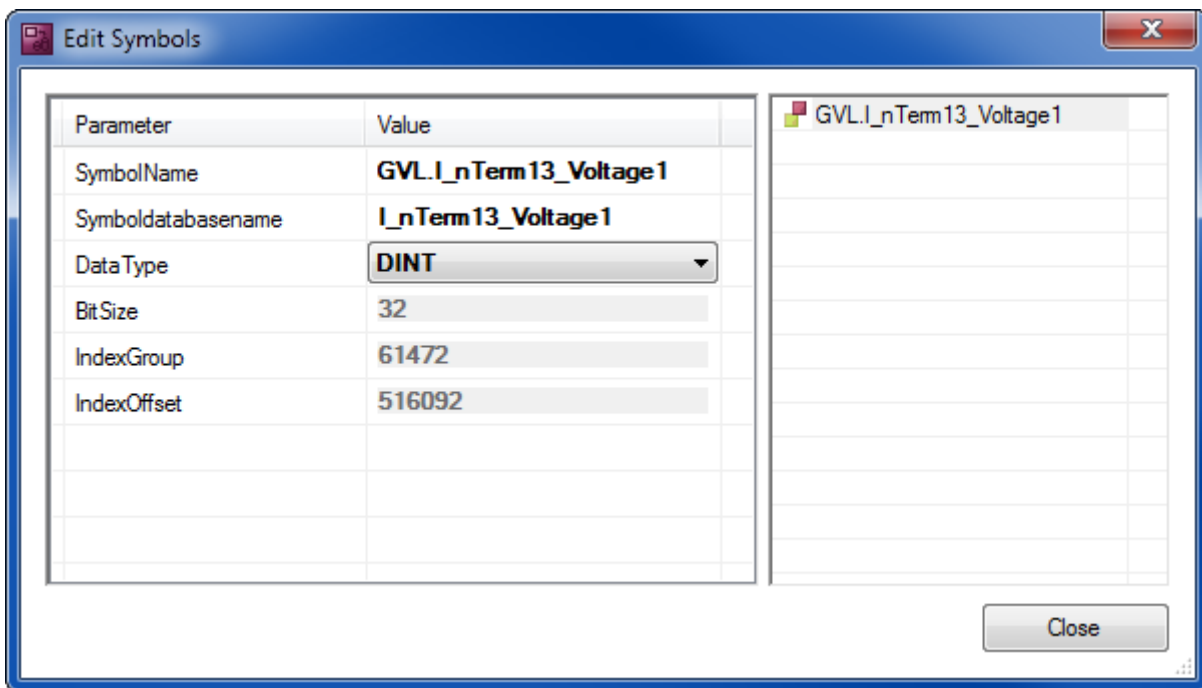 Edit Symbols
Parameter Value
SymbolName GVL.I_nTerm13_Voltage1
Symboldatabasename I_nTerm13_Voltage1
DataType DINT
BitSize 32
IndexGroup 61472
IndexOffset 516092
GVL.I_nTerm13_Voltage1
Close